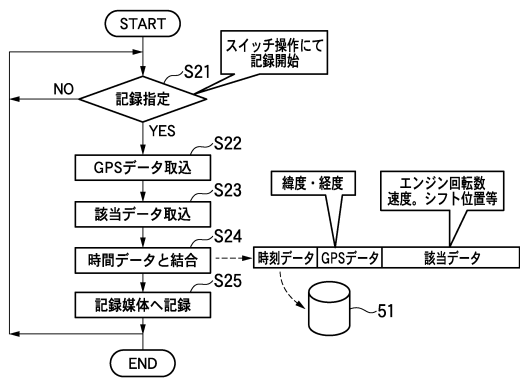 START
スイッチ操作にて
記録開始
S21
NO
記録指定
YES
S22
GPSデータ取込
S23
該当データ取込
緯度・経度
エンジン回転数
速度。シフト位置等
S24
時間データと結合
時刻データ GPSデータ 該当データ
S25
記録媒体へ記録
51
END